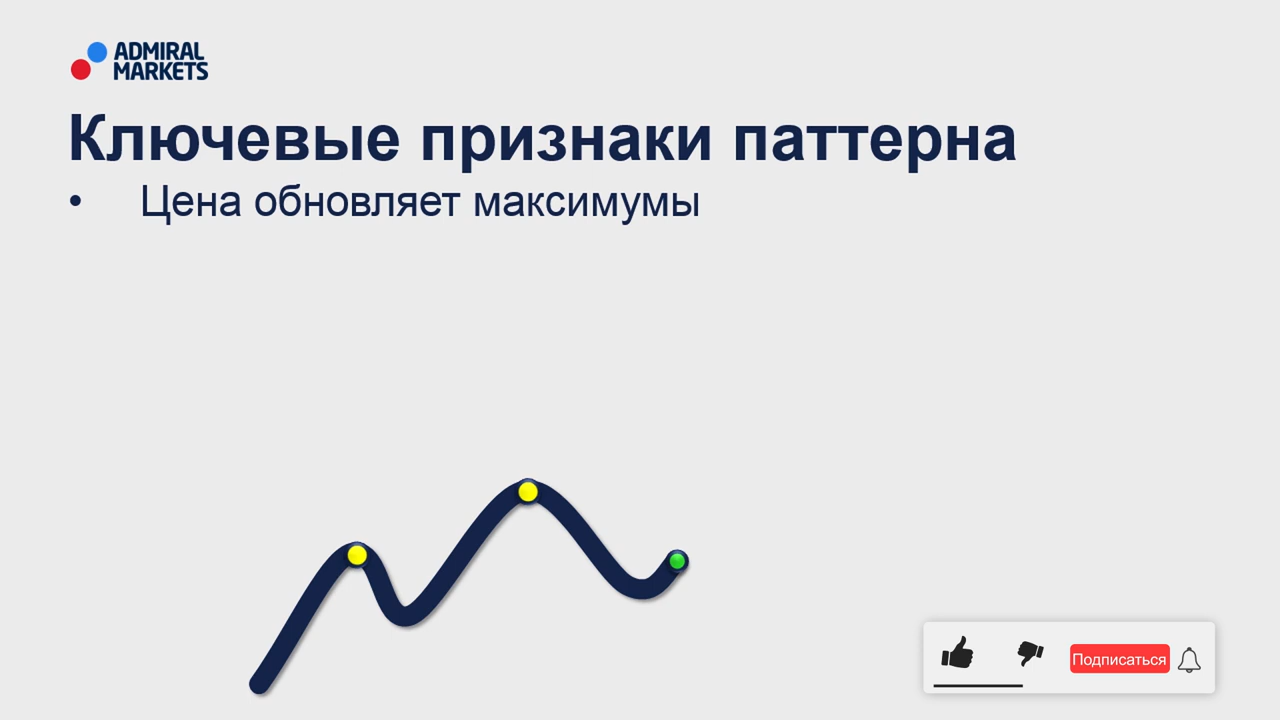 ADMIRAL
MARKETS
Ключевые признаки паттерна
• Цена обновляет максимумы
Подписаться